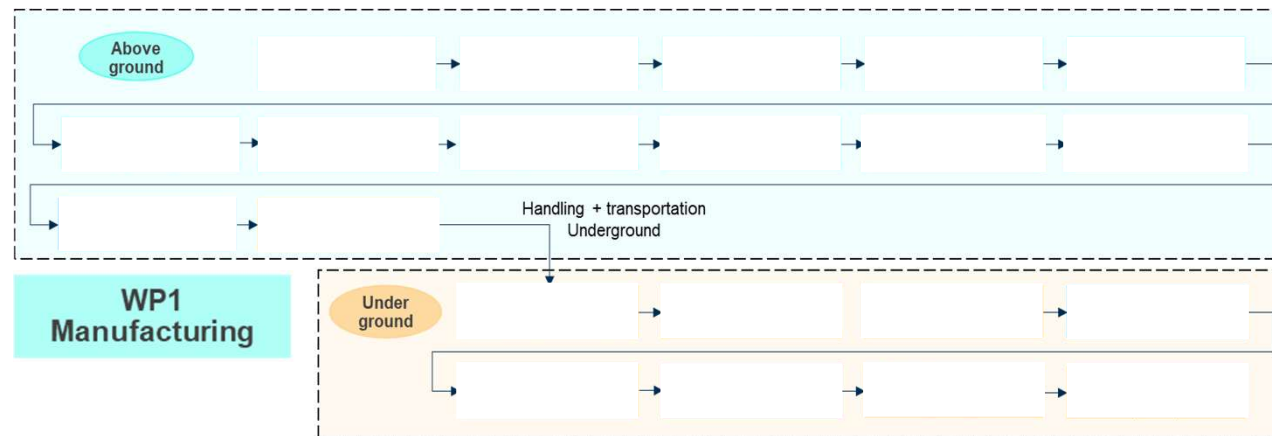 Above
ground
Handling + transportation
Underground
WP1
Manufacturing
Under
ground